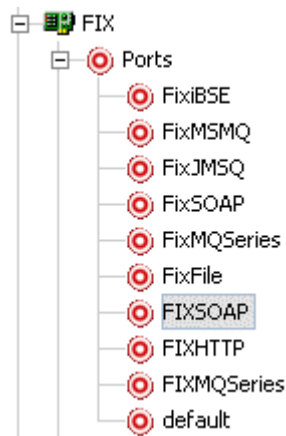 FIX
Ports
FixiBSE
FixMSMQ
FixJMSQ
FixSOAP
FixMQSeries
FixFile
FIXSOAP
FIXHTTP
FIXMQSeries
default